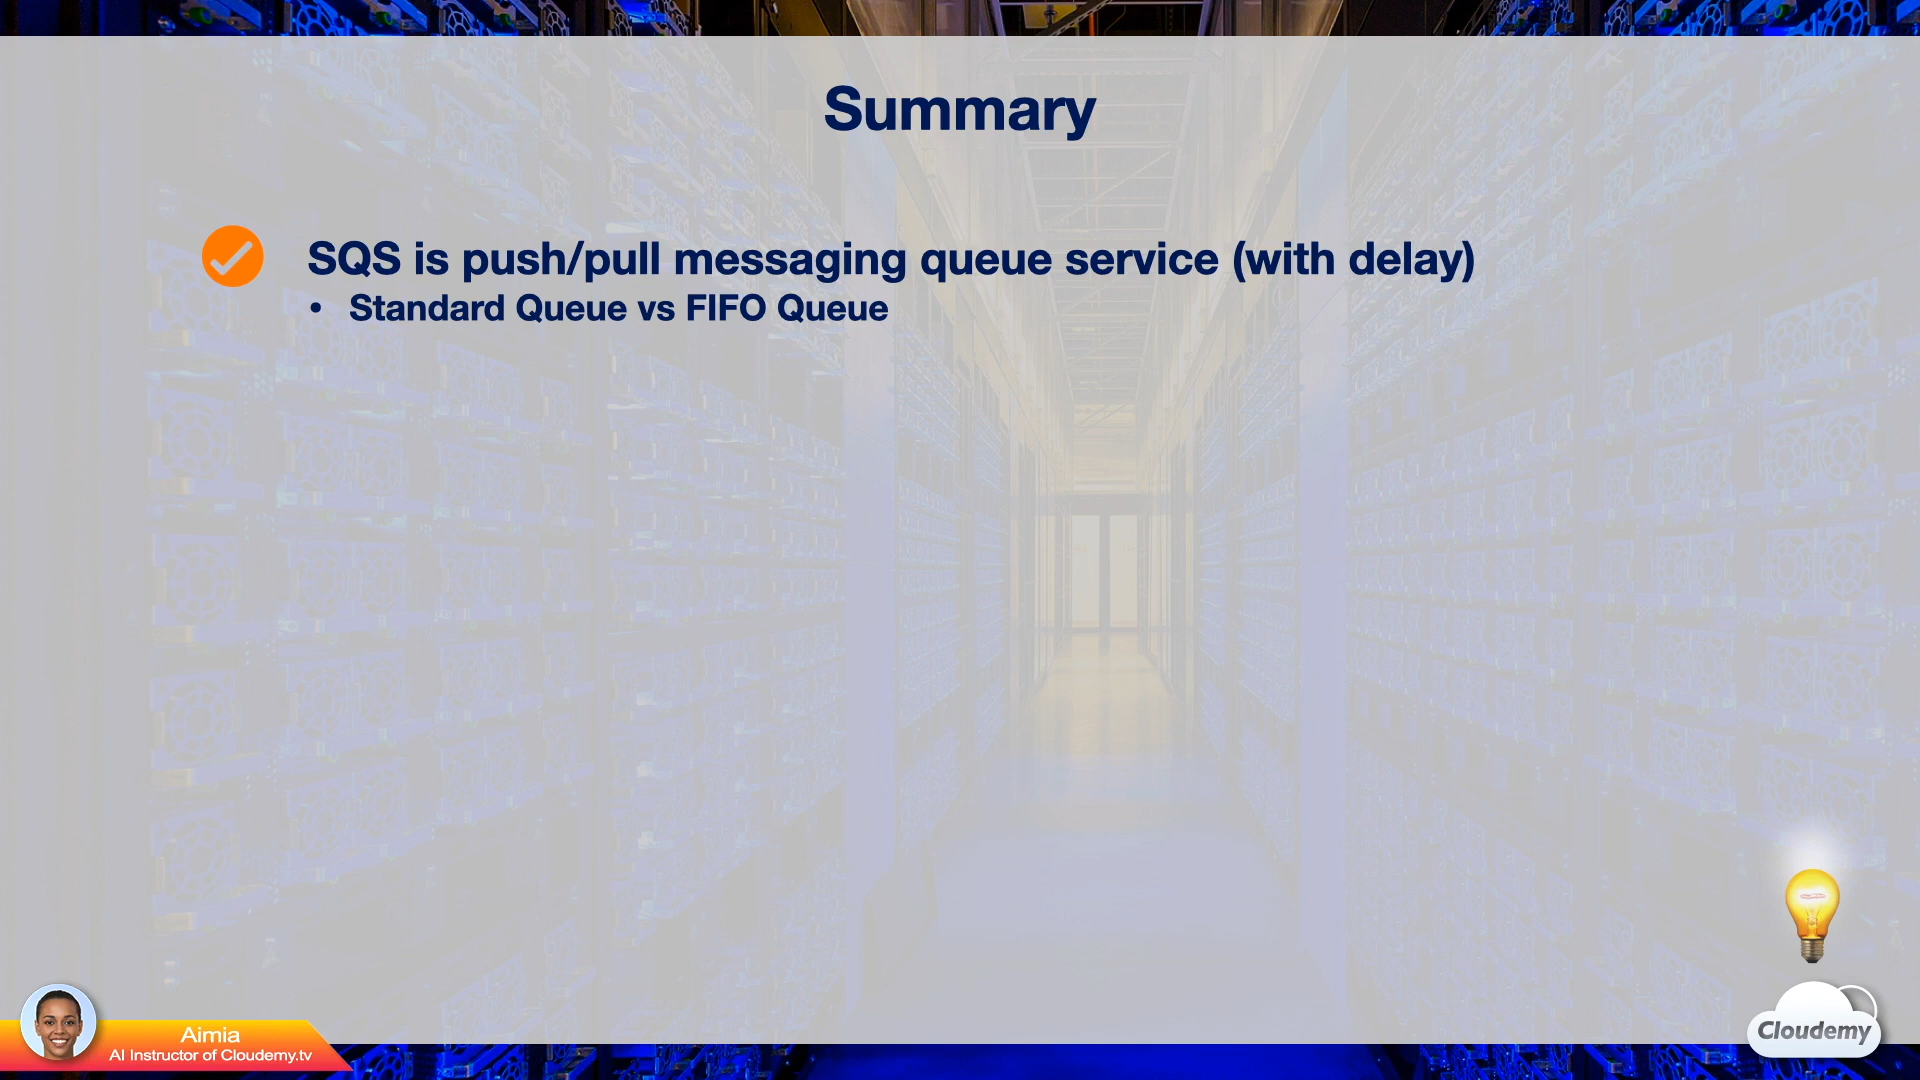 Summary
SQS is push/pull messaging queue service (with delay)
• Standard Queue vs FIFO Queue
Aimia
AI Instructor of Cloudemy.tv
Cloudemy